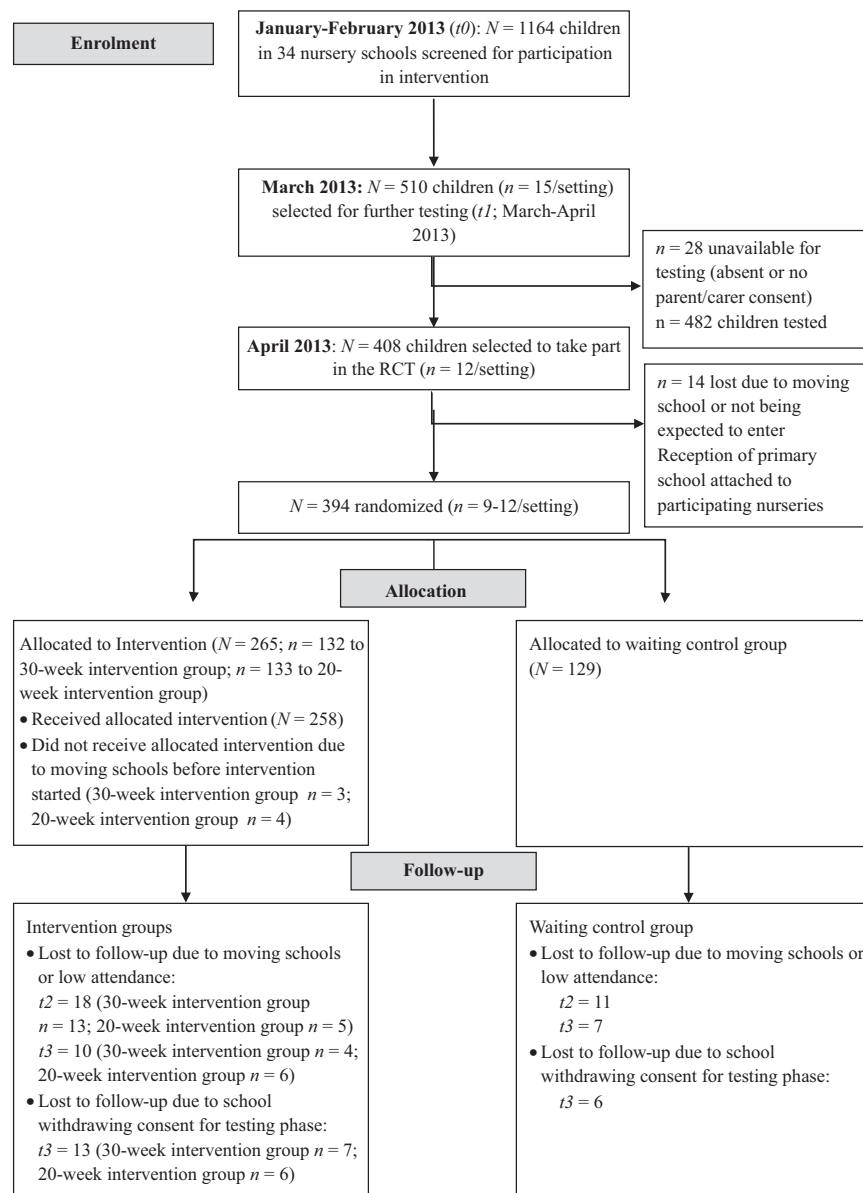 Enrolment
January-February 2013 (t0): N = 1164 children
in 34 nursery schools screened for participation
in intervention
March 2013: N = 510 children (n = 15/setting)
selected for further testing (t1; March-April
2013)
n = 28 unavailable for
testing (absent or no
parent/carer consent)
n = 482 children tested
April 2013: N = 408 children selected to take part
in the RCT (n = 12/setting)
n = 14 lost due to moving
school or not being
expected to enter
Reception of primary
school attached to
participating nurseries
N = 394 randomized (n = 9-12/setting)
Allocation
Allocated to Intervention (N = 265; n = 132 to
30-week intervention group; n = 133 to 20-
week intervention group)
• Received allocated intervention (N = 258)
• Did not receive allocated intervention due
to moving schools before intervention
started (30-week intervention group n = 3;
20-week intervention group n = 4)
Allocated to waiting control group
(N = 129)
Follow-up
Intervention groups
• Lost to follow-up due to moving schools
or low attendance:
t2 = 18 (30-week intervention group
n = 13; 20-week intervention group n = 5)
t3 = 10 (30-week intervention group n = 4;
20-week intervention group n = 6)
• Lost to follow-up due to school
withdrawing consent for testing phase:
t3 = 13 (30-week intervention group n = 7;
20-week intervention group n = 6)
Waiting control group
• Lost to follow-up due to moving schools or
low attendance:
t2 = 11
t3 = 7
• Lost to follow-up due to school
withdrawing consent for testing phase:
t3 = 6